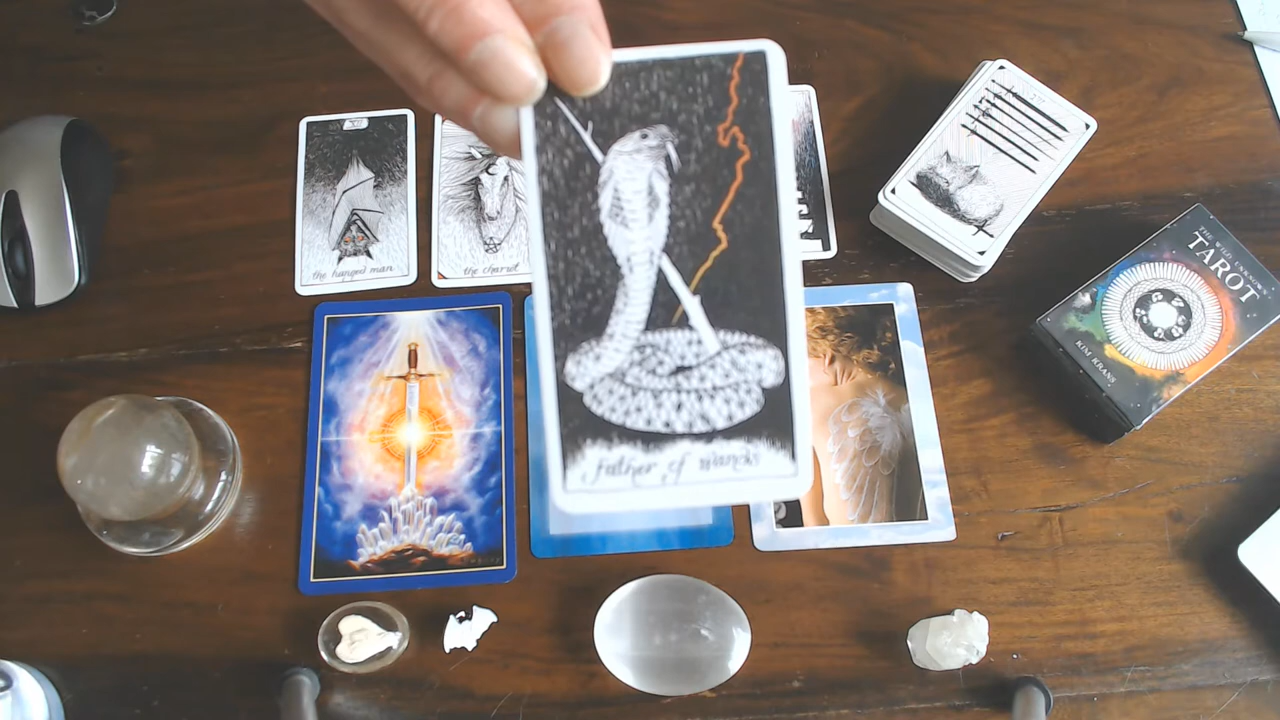 the hanged man
the chariot
father of wands
THE WILD UNKNOWN
TAROT
KIM KRANS